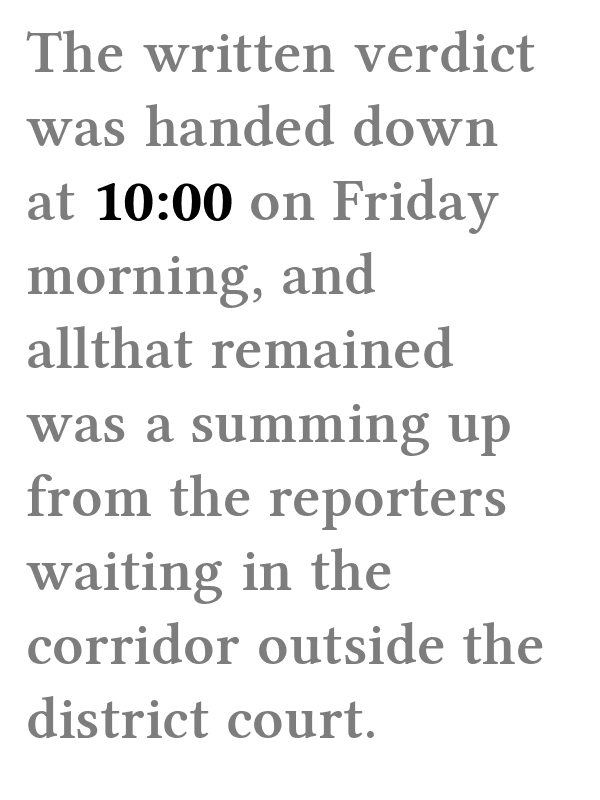 The written verdict
was handed down
at 10:00 on Friday
morning, and
allthat remained
was a summing up
from the reporters
waiting in the
corridor outside the
district court.